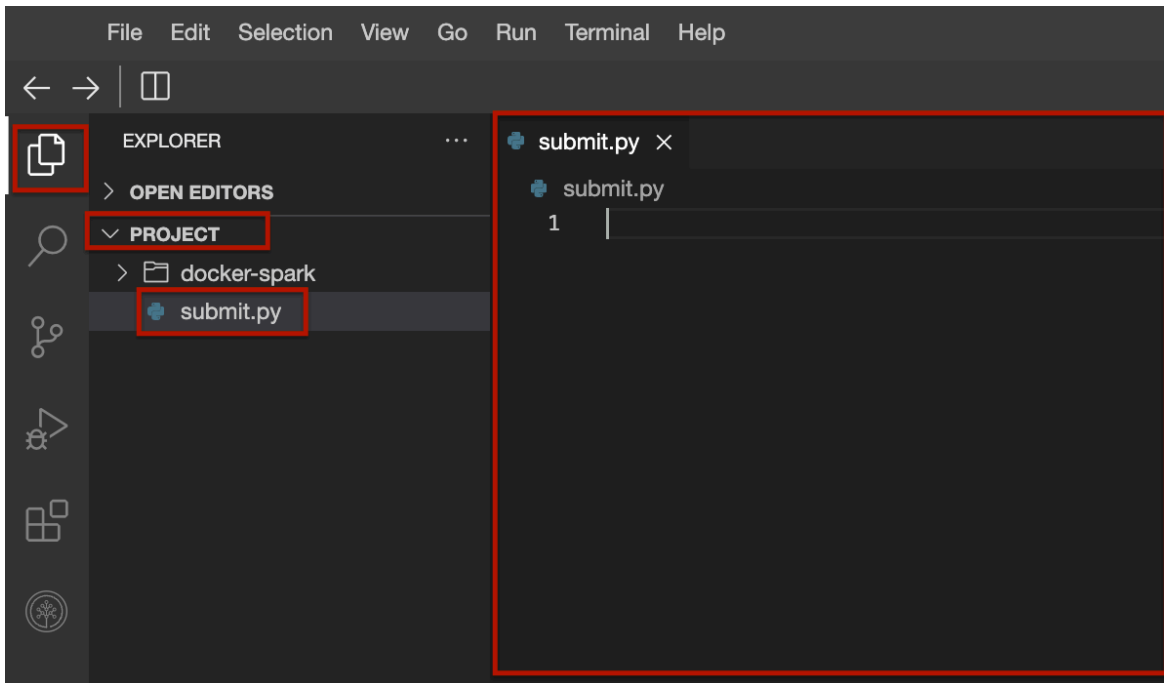 File Edit Selection View Go Run Terminal Help
EXPLORER ...
OPEN EDITORS
PROJECT
docker-spark
submit.py
submit.py
submit.py
1